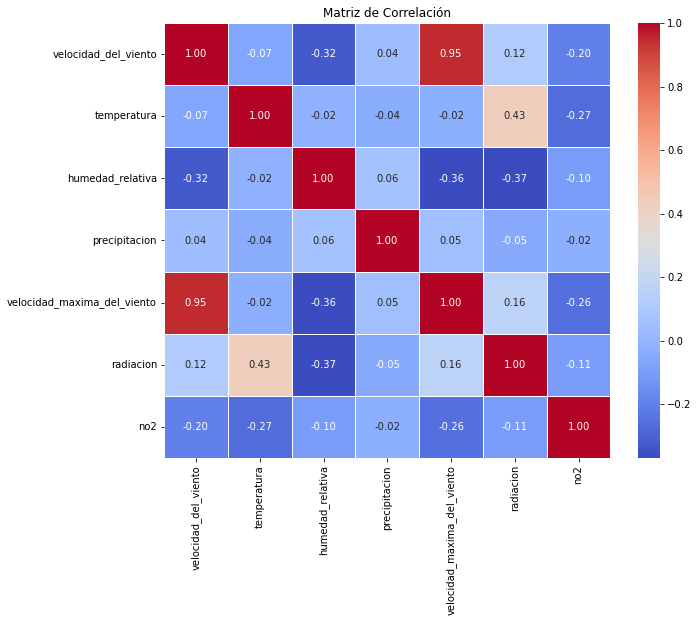 Matriz de Correlación
velocidad_del_viento 1.00 -0.07 -0.32 0.04 0.95 0.12 -0.20
temperatura -0.07 1.00 -0.02 -0.04 -0.02 0.43 -0.27
humedad_relativa -0.32 -0.02 1.00 0.06 -0.36 -0.37 -0.10
precipitacion 0.04 -0.04 0.06 1.00 0.05 -0.05 -0.02
velocidad_maxima_del_viento 0.95 -0.02 -0.36 0.05 1.00 0.16 -0.26
radiacion 0.12 0.43 -0.37 -0.05 0.16 1.00 -0.11
no2 -0.20 -0.27 -0.10 -0.02 -0.26 -0.11 1.00
velocidad_del_viento
temperatura
humedad_relativa
precipitacion
velocidad_maxima_del_viento
radiacion
no2
1.0
0.8
0.6
0.4
0.2
0.0
−0.2